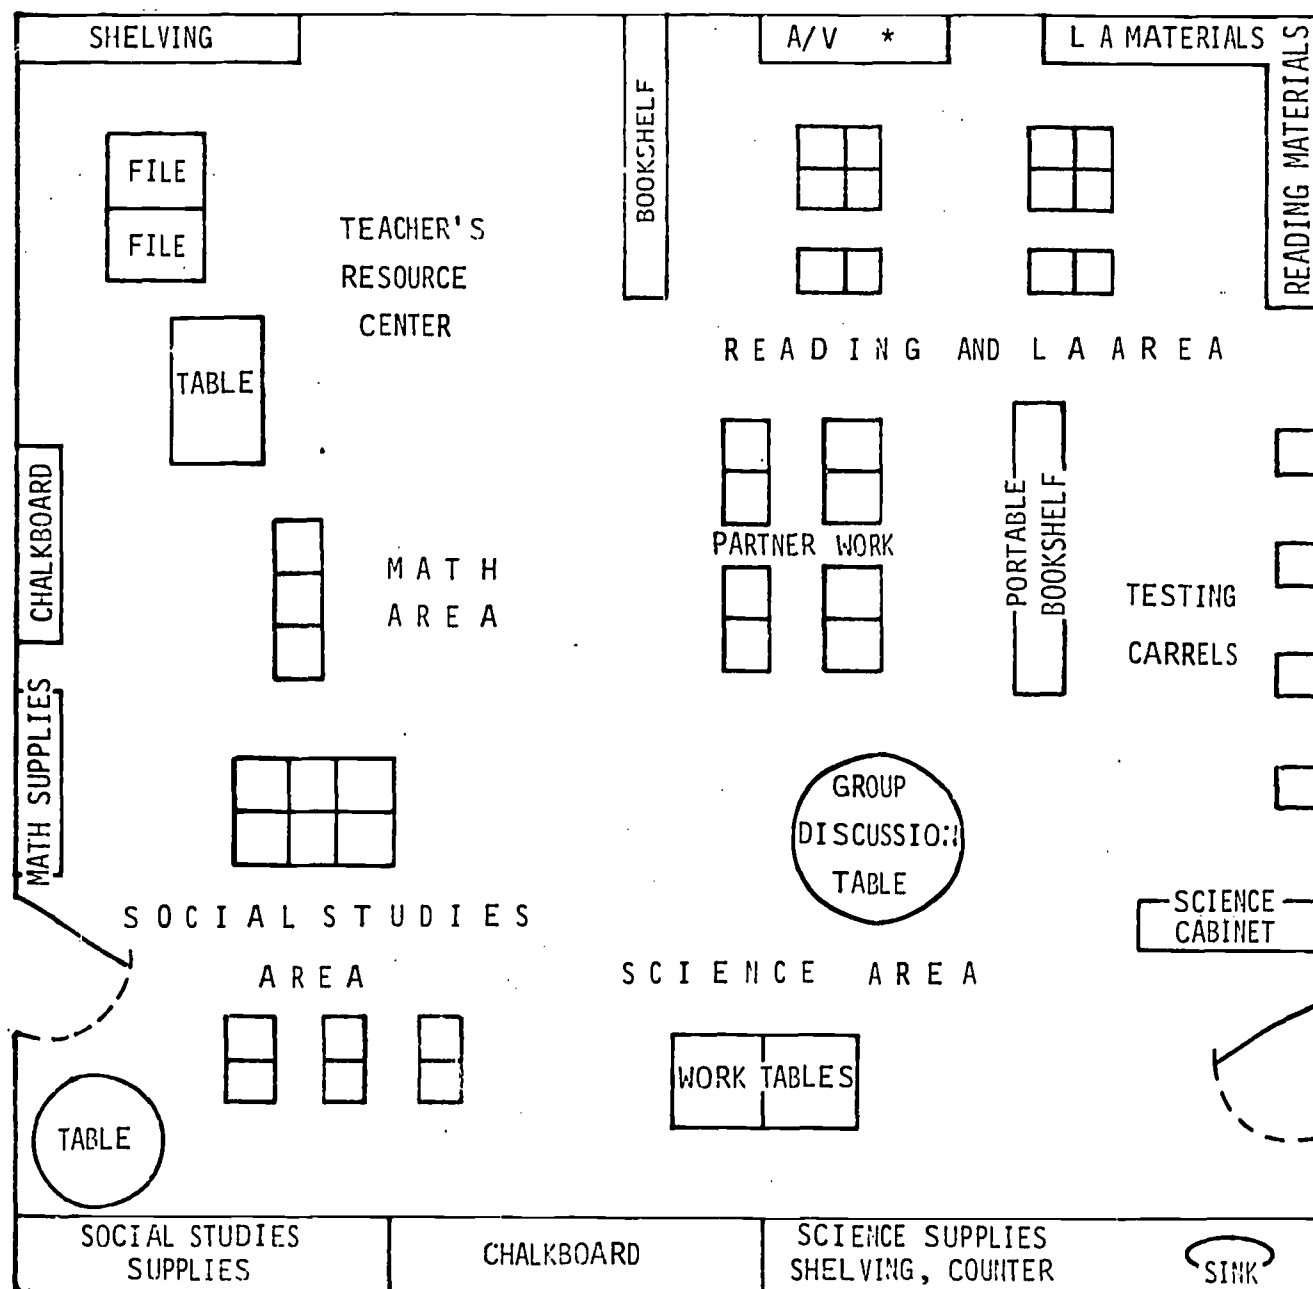 SHELVING
A/V *
L A MATERIALS
READING MATERIALS
BOOKSHELF
FILE
FILE
TEACHER'S
RESOURCE
CENTER
TABLE
READING AND LA AREA
CHALKBOARD
MATH
AREA
PARTNER WORK
PORTABLE
BOOKSHELF
TESTING
CARRELS
MATH SUPPLIES
GROUP
DISCUSSION
TABLE
SOCIAL STUDIES
AREA
SCIENCE AREA
SCIENCE
CABINET
WORK TABLES
TABLE
SOCIAL STUDIES
SUPPLIES
CHALKBOARD
SCIENCE SUPPLIES
SHELVING, COUNTER
SINK